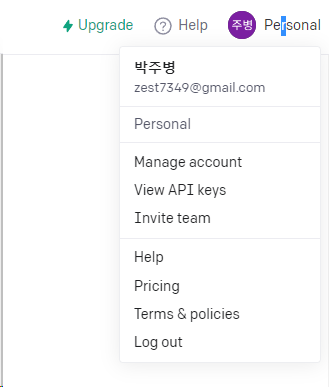 Upgrade Help 주병 Personal
박주병
zest7349@gmail.com
Personal
Manage account
View API keys
Invite team
Help
Pricing
Terms & policies
Log out